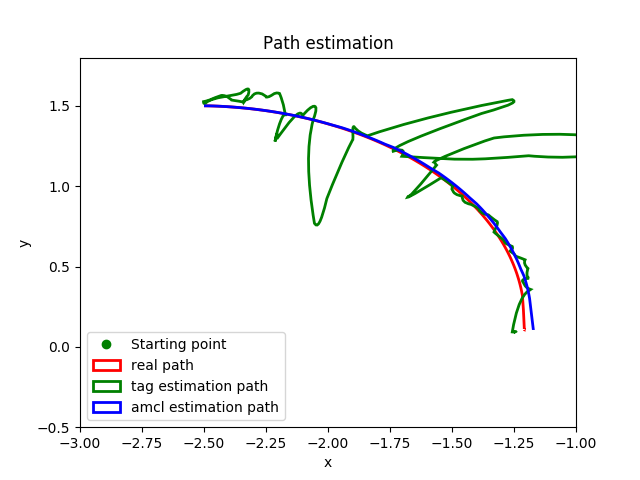 Path estimation
y
1.5
1.0
0.5
0.0
−0.5
Starting point
real path
tag estimation path
amcl estimation path
−3.00 −2.75 −2.50 −2.25 −2.00 −1.75 −1.50 −1.25 −1.00
x